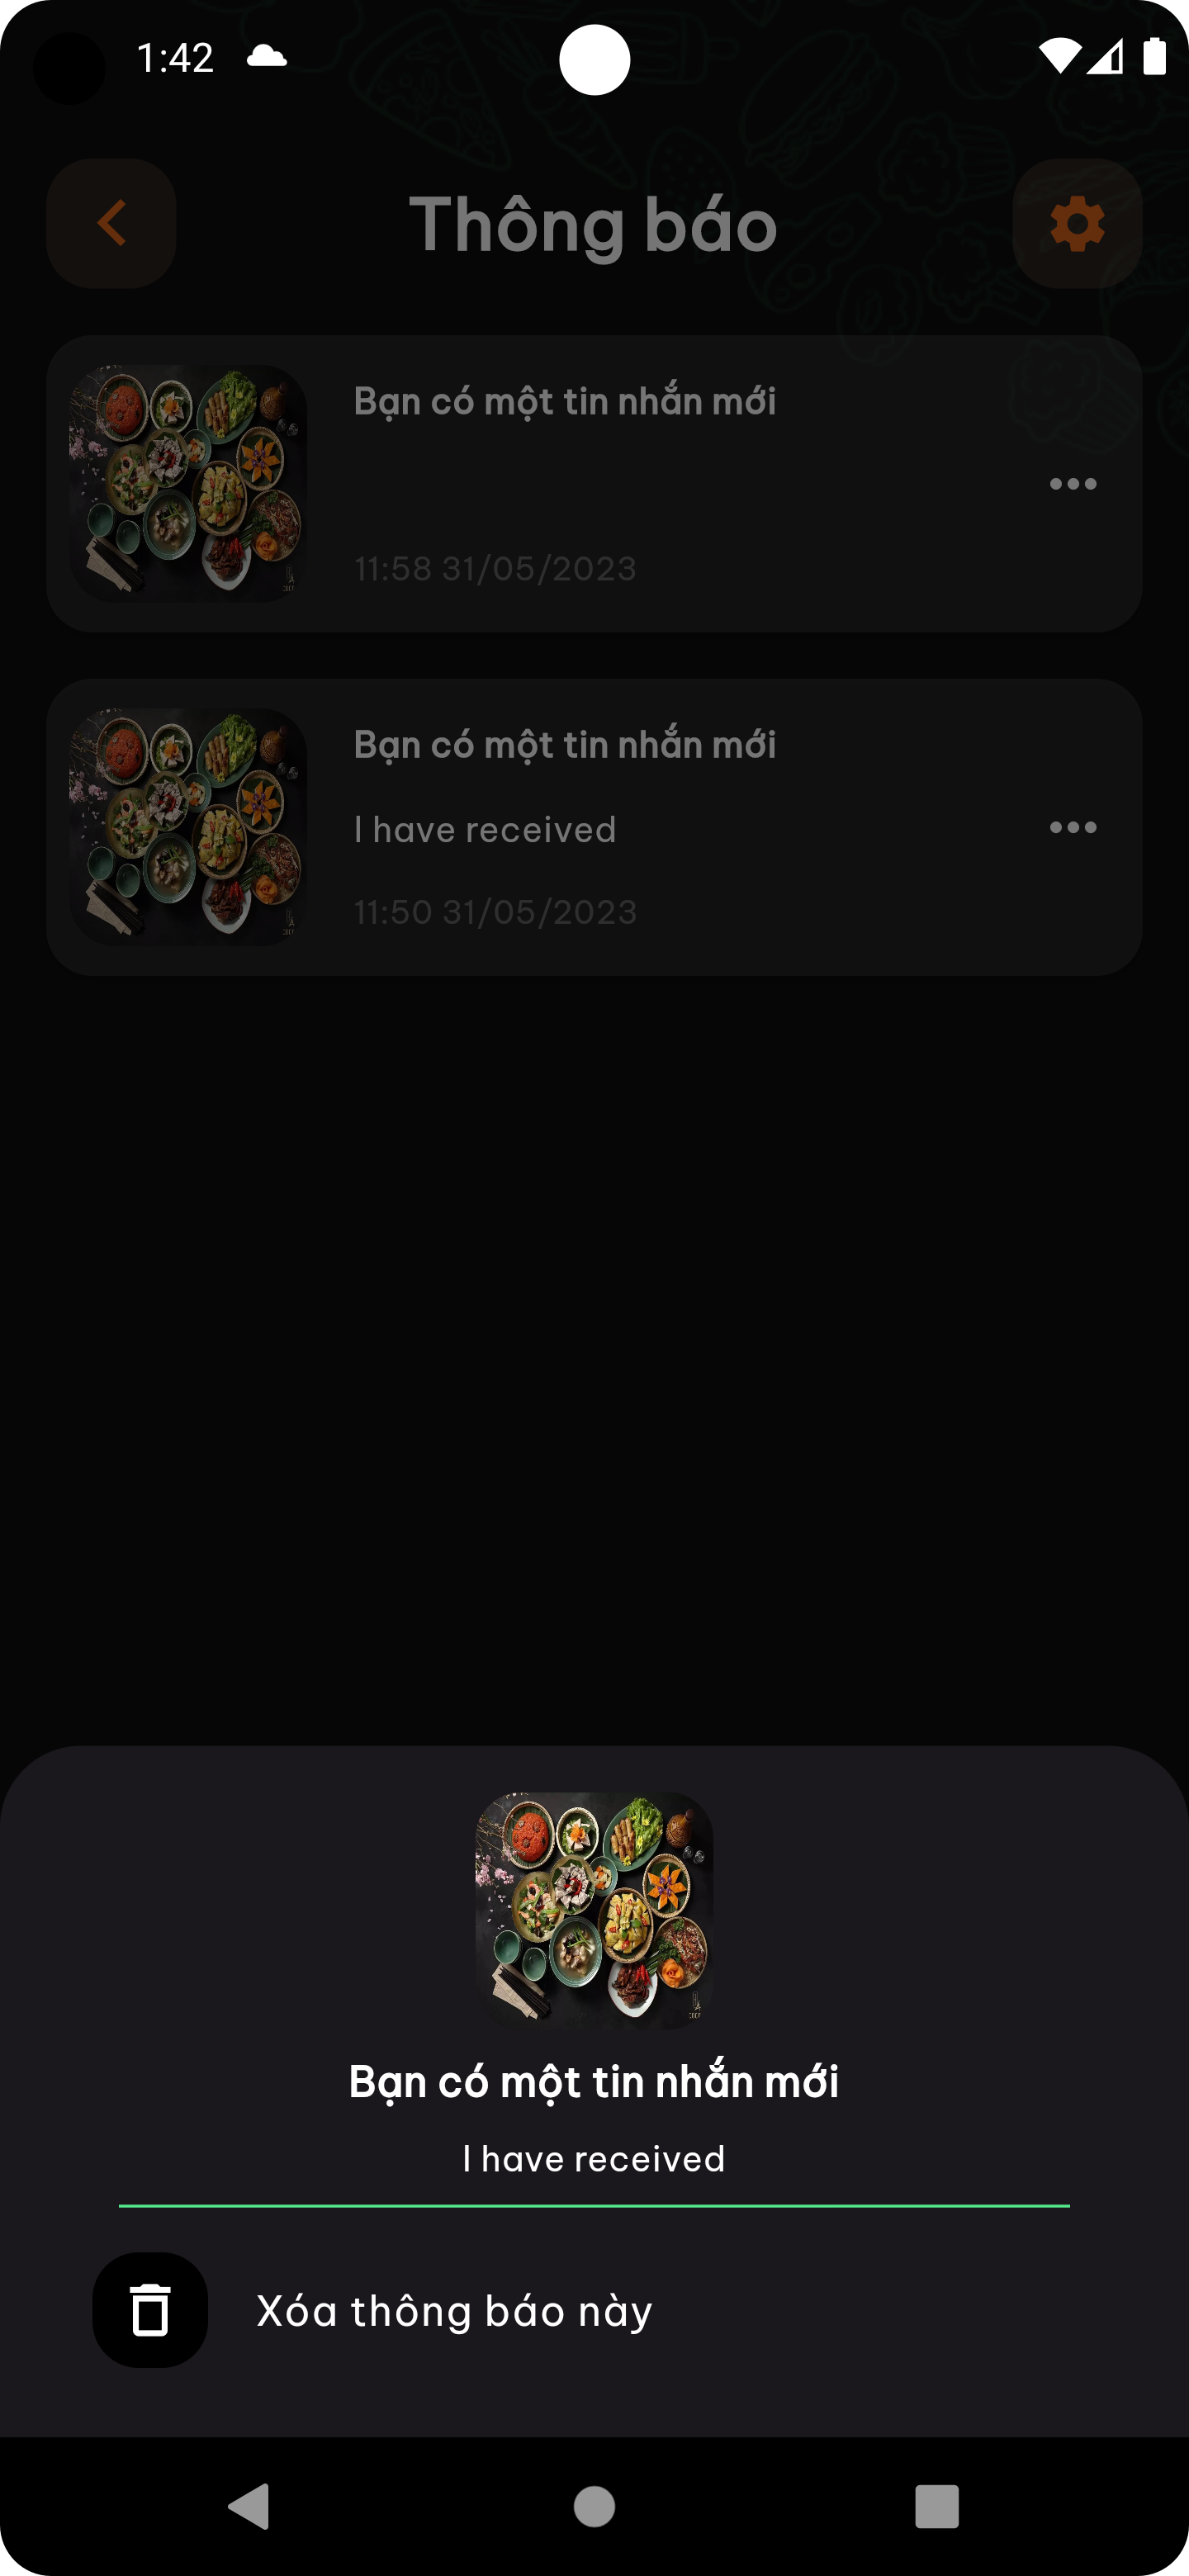 1:42
Thông báo
Bạn có một tin nhắn mới
11:58 31/05/2023
Bạn có một tin nhắn mới
I have received
11:50 31/05/2023
Bạn có một tin nhắn mới
I have received
Xóa thông báo này